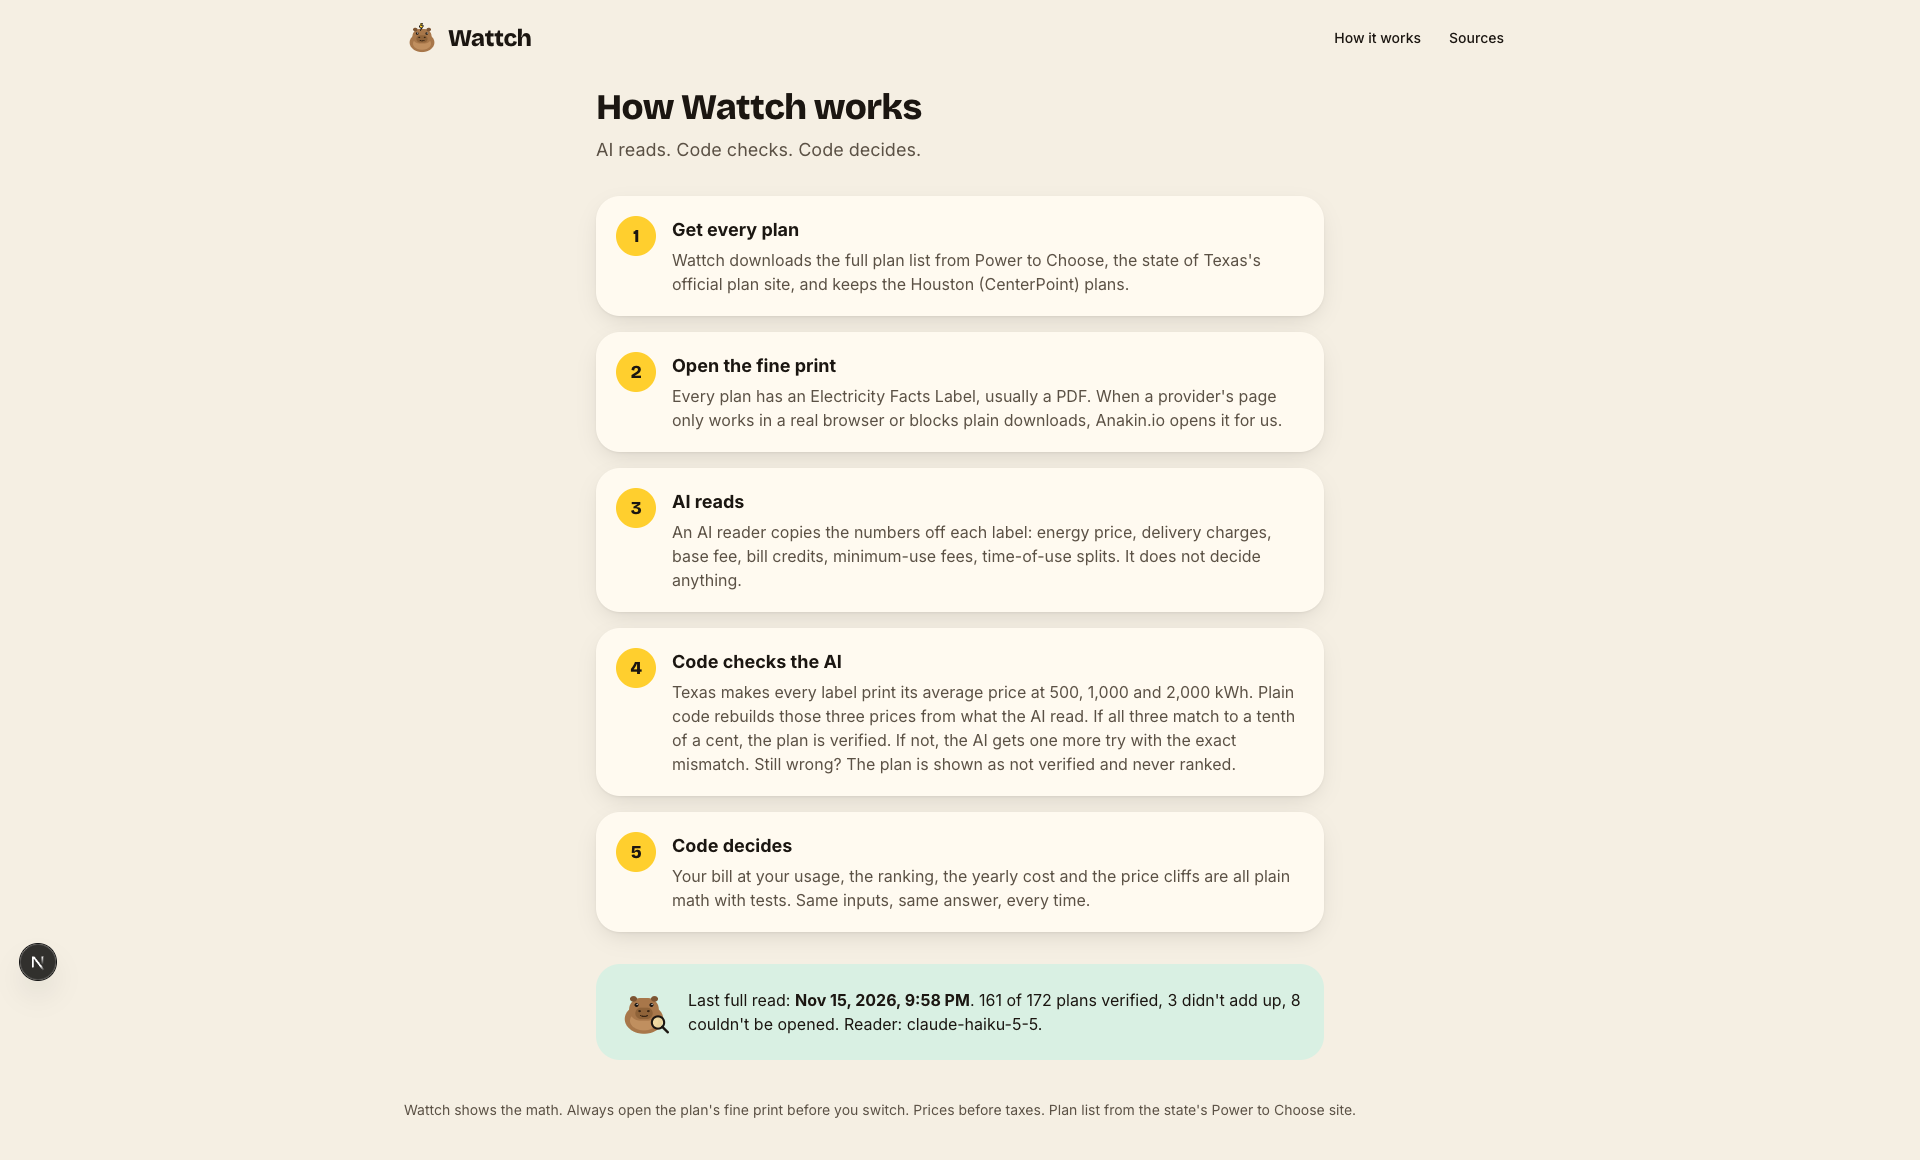 Wattch
How it works
Sources
How Wattch works
AI reads. Code checks. Code decides.
1
Get every plan
Wattch downloads the full plan list from Power to Choose, the state of Texas's
official plan site, and keeps the Houston (CenterPoint) plans.
2
Open the fine print
Every plan has an Electricity Facts Label, usually a PDF. When a provider's page
only works in a real browser or blocks plain downloads, Anakin.io opens it for us.
3
AI reads
An AI reader copies the numbers off each label: energy price, delivery charges,
base fee, bill credits, minimum-use fees, time-of-use splits. It does not decide
anything.
4
Code checks the AI
Texas makes every label print its average price at 500, 1,000 and 2,000 kWh. Plain
code rebuilds those three prices from what the AI read. If all three match to a tenth
of a cent, the plan is verified. If not, the AI gets one more try with the exact
mismatch. Still wrong? The plan is shown as not verified and never ranked.
5
Code decides
Your bill at your usage, the ranking, the yearly cost and the price cliffs are all plain
math with tests. Same inputs, same answer, every time.
N
Last full read: Nov 15, 2026, 9:58 PM. 161 of 172 plans verified, 3 didn't add up, 8
couldn't be opened. Reader: claude-haiku-5-5.
Wattch shows the math. Always open the plan's fine print before you switch. Prices before taxes. Plan list from the state's Power to Choose site.